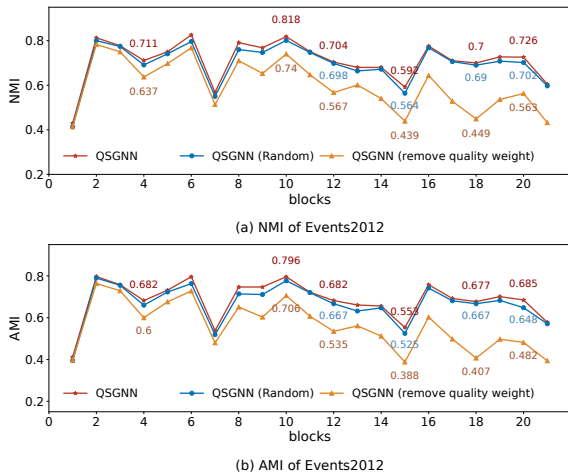 0.818
0.8
0.711
0.704
0.592
0.7
0.726
0.698
0.69
0.702
0.74
0.637
0.567
0.564
0.563
0.6
NMI
0.439
0.449
0.4
QSGNN
QSGNN (Random)
QSGNN (remove quality weight)
0.2
0 2 4 6 8 10 12 14 16 18 20
blocks
(a) NMI of Events2012
0.796
0.8
0.682
0.682
0.553
0.677
0.685
0.706
0.667
0.667
0.648
0.6
0.6
0.535
0.525
0.482
AMI
0.388
0.407
0.4
QSGNN
QSGNN (Random)
QSGNN (remove quality weight)
0.2
0 2 4 6 8 10 12 14 16 18 20
blocks
(b) AMI of Events2012